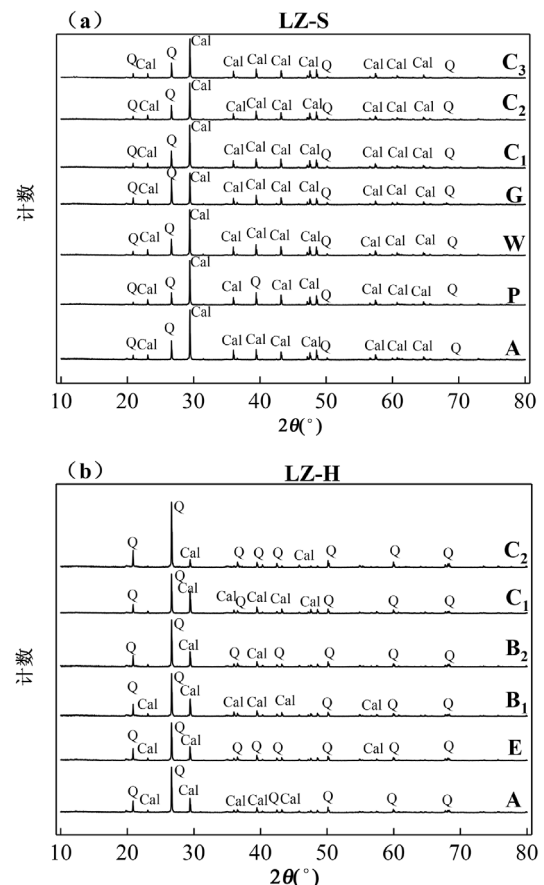 （a） LZ-S
Cal
Q Cal Q Cal Cal Cal Cal Q Cal Cal Cal Q C3
Q Cal Q Cal Cal Cal Cal Cal Q Cal Cal Cal Q C2
Q Cal Q Cal Cal Cal Cal Cal Q Cal Cal Cal Q C1
Q Cal Q Cal Cal Cal Cal Cal Q Cal Cal Cal Q G
Q Cal Q Cal Cal Cal Cal Cal Q Cal Cal Cal Q W
Q Cal Q Cal Cal Q Cal Cal Q Cal Cal Cal Q P
Q Cal Q Cal Cal Cal Cal Cal Q Cal Cal Cal Q A
计数
10 20 30 40 50 60 70 80
2θ(°)
（b） LZ-H
Q Q Cal Q Q Q Cal Q Q Q C2
Q Q Cal Cal Q Cal Cal Cal Q Q Q C1
Q Q Cal Q Cal Q Q Q Q B2
Q Cal Q Cal Cal Cal Cal Q Cal Q Q B1
Q Cal Q Cal Q Q Q Q Cal Q Q E
Q Cal Q Cal Cal Cal Q Cal Q Q Q A
计数
10 20 30 40 50 60 70 80
2θ(°)